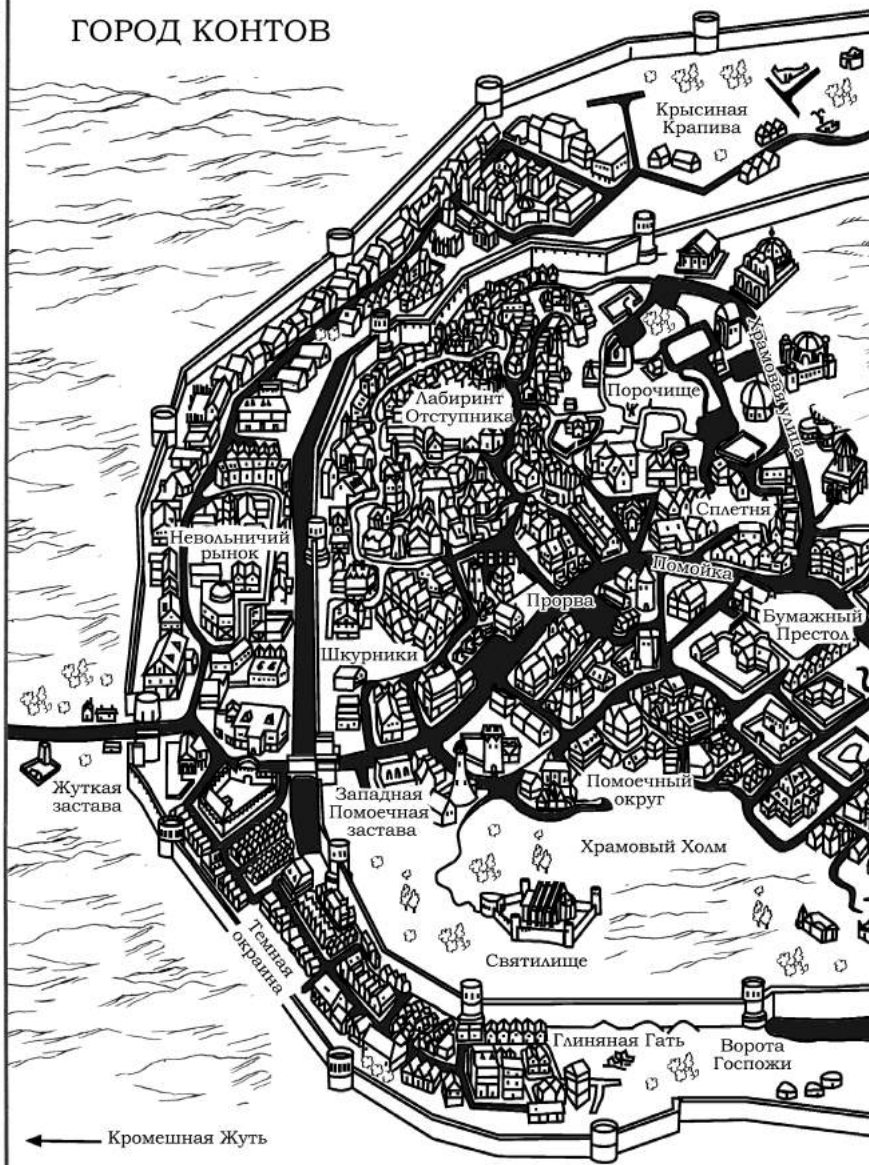 ГОРОД КОНТОВ
Крысиная
Крапива
Храмовая улица
Лабиринт
Отступника
Порочище
Сплетня
Невольничий
рынок
Помойка
Прорва
Бумажный
Престол
Шкурники
Жуткая
застава
Западная
Помоечная
застава
Помоечный
округ
Храмовый Холм
Темная
окраина
Святилище
Глиняная Гать
Ворота
Госпожи
Кромешная Жуть